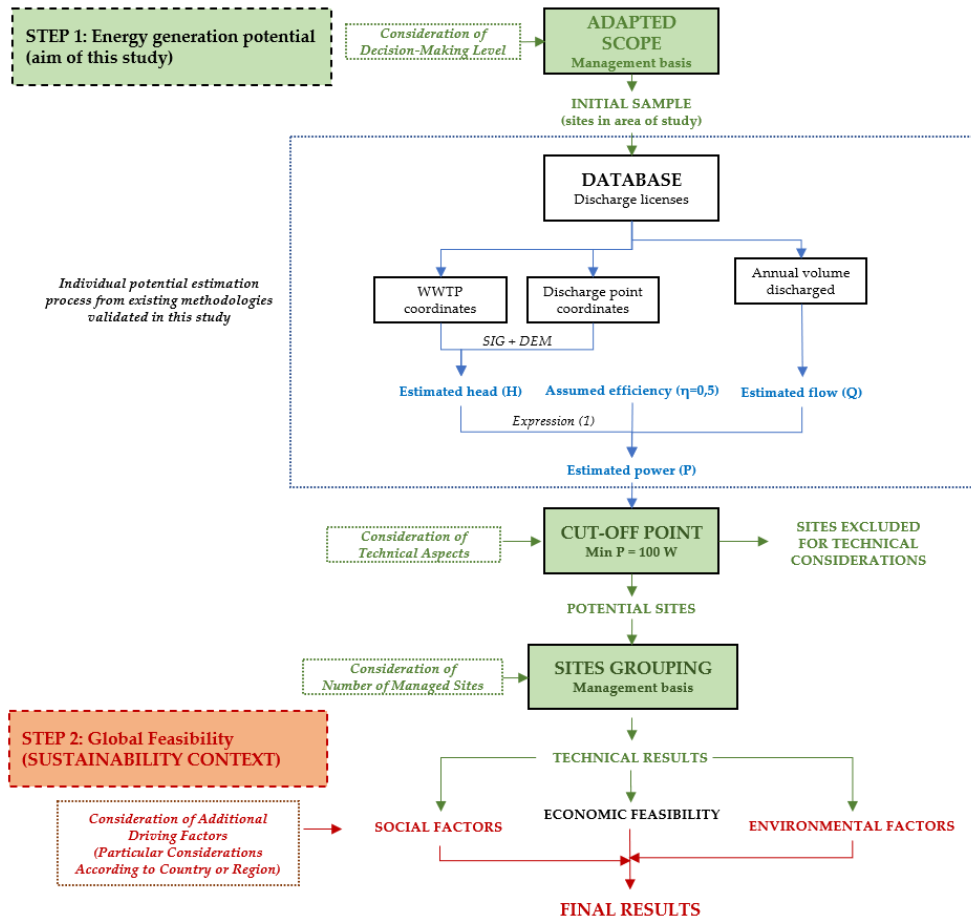 STEP 1: Energy generation potential
(aim of this study)
Consideration of
Decision-Making Level
ADAPTED
SCOPE
Management basis
INITIAL SAMPLE
(sites in area of study)
DATABASE
Discharge licenses
Individual potential estimation
process from existing methodologies
validated in this study
WWTP
coordinates
Discharge point
coordinates
Annual volume
discharged
SIG + DEM
Estimated head (H)
Assumed efficiency (η=0,5)
Estimated flow (Q)
Expression (1)
Estimated power (P)
Consideration of
Technical Aspects
CUT-OFF POINT
Min P = 100 W
SITES EXCLUDED
FOR TECHNICAL
CONSIDERATIONS
POTENTIAL SITES
Consideration of
Number of Managed Sites
SITES GROUPING
Management basis
STEP 2: Global Feasibility
(SUSTAINABILITY CONTEXT)
TECHNICAL RESULTS
Consideration of Additional
Driving Factors
(Particular Considerations
According to Country or Region)
SOCIAL FACTORS
ECONOMIC FEASIBILITY
ENVIRONMENTAL FACTORS
FINAL RESULTS